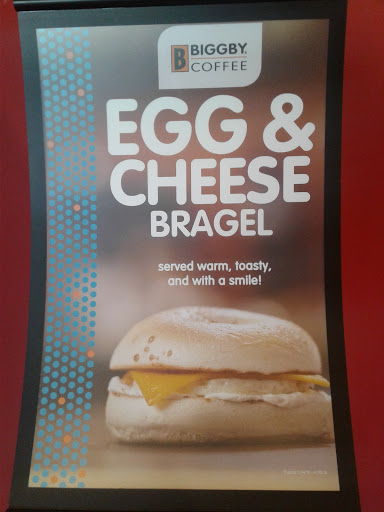 B BIGGBY
COFFEE
EGG &
CHEESE
BRAGEL
served warm, toasty,
and with a smile!